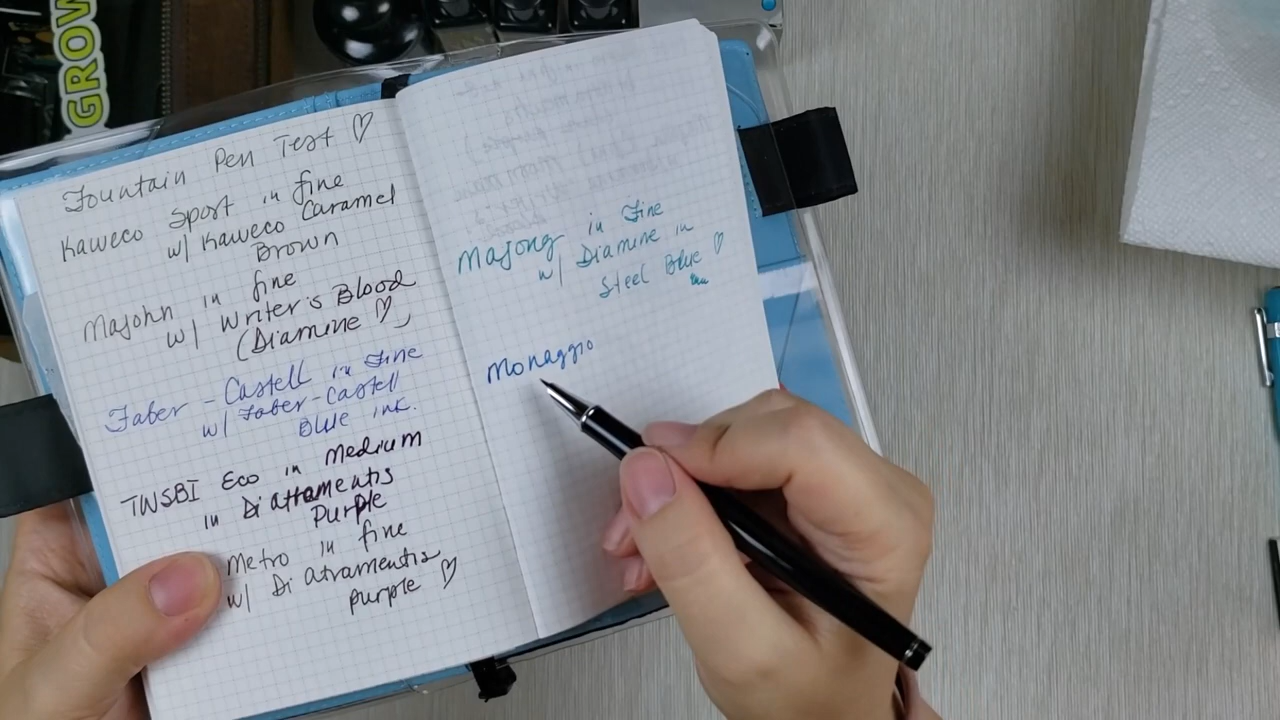 GROW
Fountain Pen Test ♡
Kaweco Sport in fine
w/ Kaweco Caramel
Brown
Majohn in fine
w/ Writer's Blood
(Diamine ♡)
Faber-Castell in Fine
w/ Faber-Castell
Blue ink.
TWSBI Eco in Medium
in Diattamentis
Purple
Metro in fine
w/ Di atramentis
purple ♡
Majong in Fine
w/ Diamine in
Steel Blue ♡
Monaggio